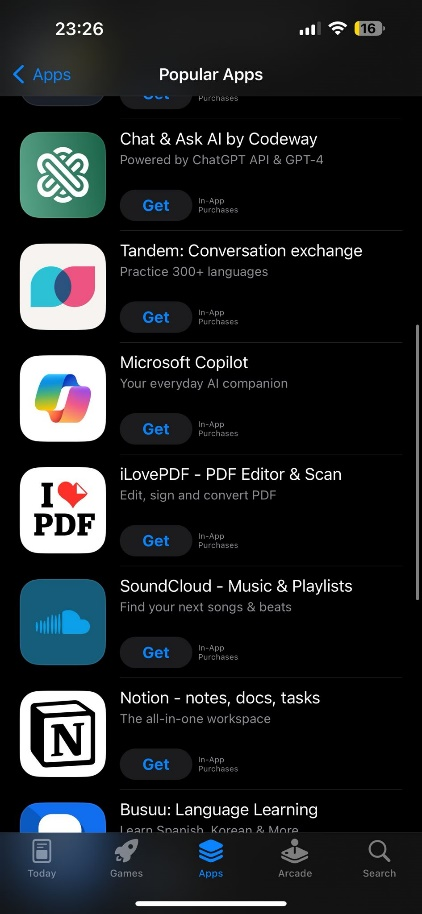 23:26
16
Apps
Popular Apps
Get
Purchases
Chat & Ask AI by Codeway
Powered by ChatGPT API & GPT-4
Get
In-App
Purchases
Tandem: Conversation exchange
Practice 300+ languages
Get
In-App
Purchases
Microsoft Copilot
Your everyday AI companion
Get
In-App
Purchases
I
PDF
iLovePDF - PDF Editor & Scan
Edit, sign and convert PDF
Get
In-App
Purchases
SoundCloud - Music & Playlists
Find your next songs & beats
Get
In-App
Purchases
N
Notion - notes, docs, tasks
The all-in-one workspace
Get
In-App
Purchases
Busuu: Language Learning
Learn Spanish, Korean & More
Today
Games
Apps
Arcade
Search